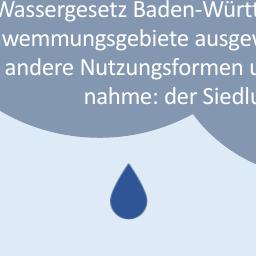 Wassergesetz Baden-Württ
wemmungsgebiete ausgew
andere Nutzungsformen u
nahme: der Siedlu